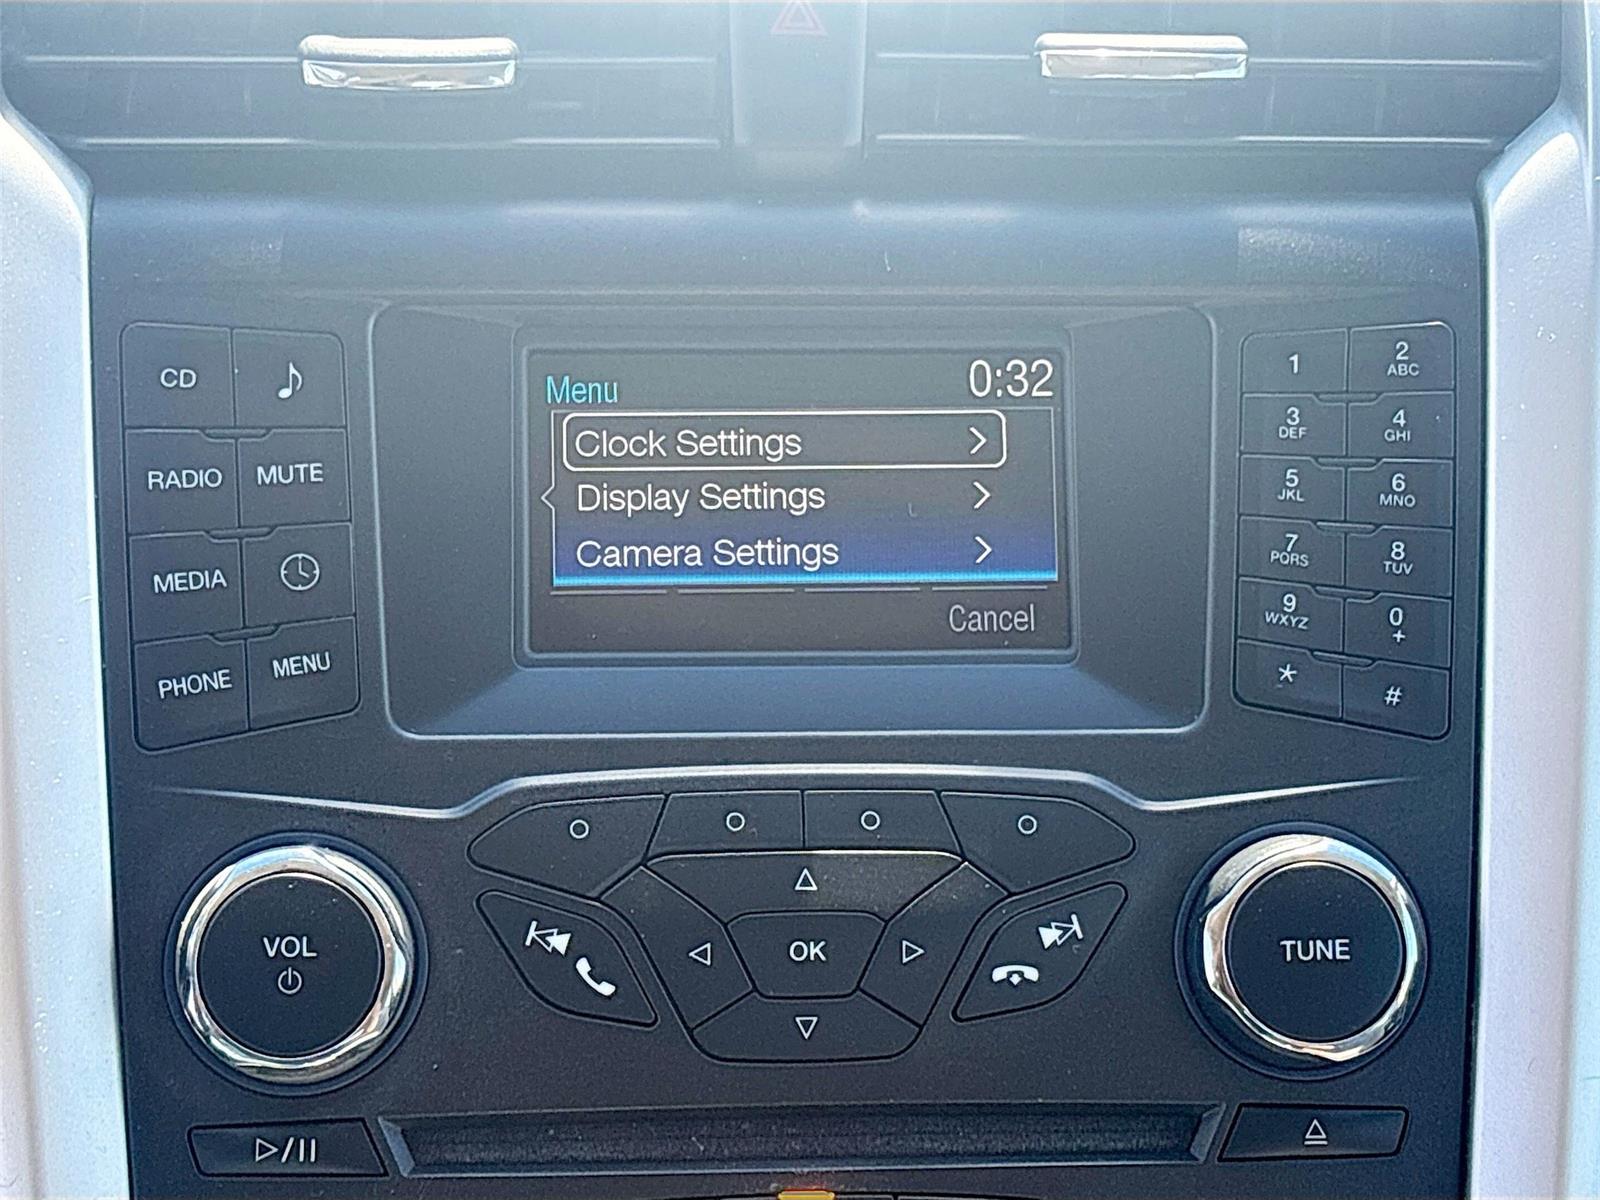 Menu 0:32
Clock Settings
Display Settings
Camera Settings
Cancel
CD
RADIO MUTE
MEDIA
PHONE MENU
1 2 ABC
3 DEF 4 GHI
5 JKL 6 MNO
7 PQRS 8 TUV
9 WXYZ 0 +
* #
VOL
OK
TUNE